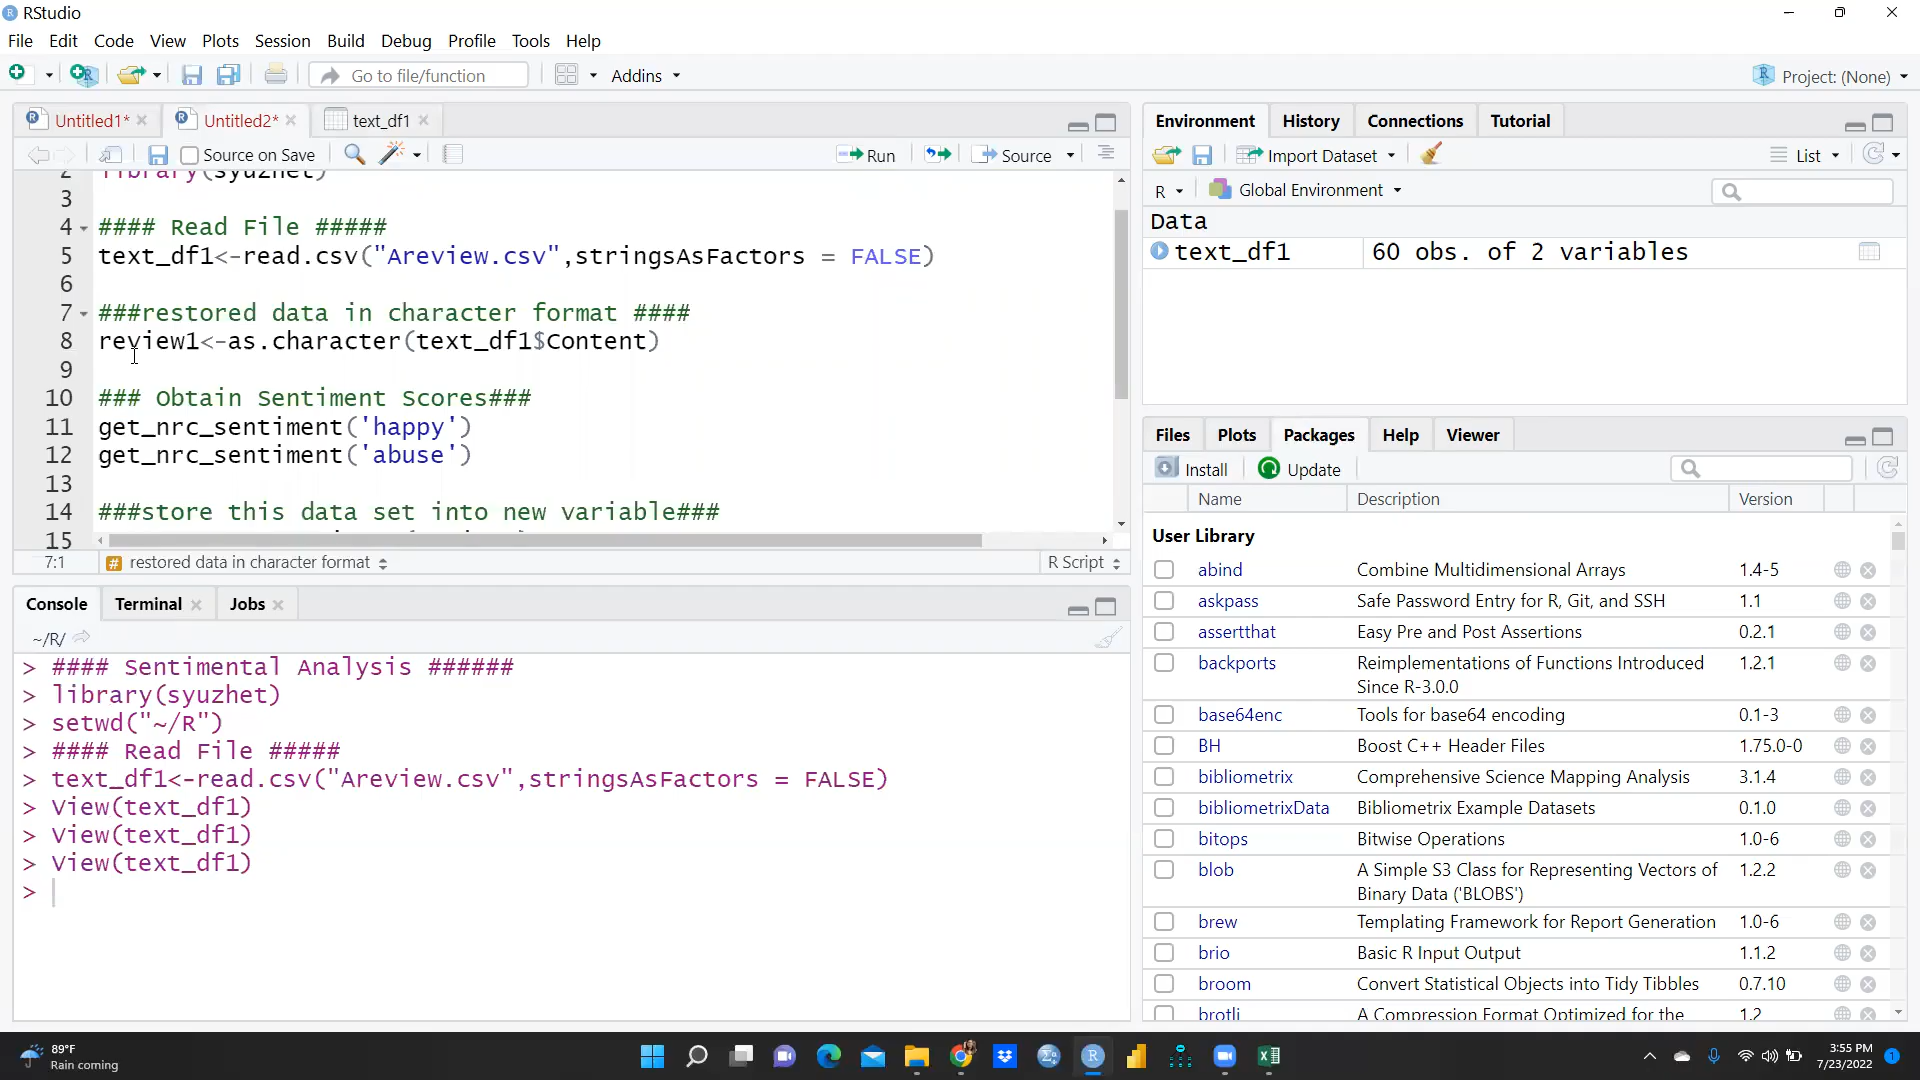 RStudio
File Edit Code View Plots Session Build Debug Profile Tools Help
Go to file/function Addins Project: (None)
Untitled1* Untitled2* text_df1
Source on Save Run Source
2 library(syuzhet)
3
4 #### Read File #####
5 text_df1<-read.csv("Areview.csv",stringsAsFactors = FALSE)
6
7 ###restored data in character format ####
8 review1<-as.character(text_df1$Content)
9
10 ### Obtain Sentiment Scores###
11 get_nrc_sentiment('happy')
12 get_nrc_sentiment('abuse')
13
14 ###store this data set into new variable###
15
7:1 # restored data in character format R Script
Console Terminal Jobs
~/R/
> #### Sentimental Analysis ######
> library(syuzhet)
> setwd("~/R")
> #### Read File #####
> text_df1<-read.csv("Areview.csv",stringsAsFactors = FALSE)
> View(text_df1)
> View(text_df1)
> View(text_df1)
>
Environment History Connections Tutorial
Import Dataset List
R Global Environment
Data
text_df1 60 obs. of 2 variables
Files Plots Packages Help Viewer
Install Update
Name Description Version
User Library
abind Combine Multidimensional Arrays 1.4-5
askpass Safe Password Entry for R, Git, and SSH 1.1
assertthat Easy Pre and Post Assertions 0.2.1
backports Reimplementations of Functions Introduced 1.2.1
Since R-3.0.0
base64enc Tools for base64 encoding 0.1-3
BH Boost C++ Header Files 1.75.0-0
bibliometrix Comprehensive Science Mapping Analysis 3.1.4
bibliometrixData Bibliometrix Example Datasets 0.1.0
bitops Bitwise Operations 1.0-6
blob A Simple S3 Class for Representing Vectors of 1.2.2
Binary Data ('BLOBS')
brew Templating Framework for Report Generation 1.0-6
brio Basic R Input Output 1.1.2
broom Convert Statistical Objects into Tidy Tibbles 0.7.10
brotli A Compression Format Optimized for the 1.2
89°F
Rain coming
3:55 PM
7/23/2022 1